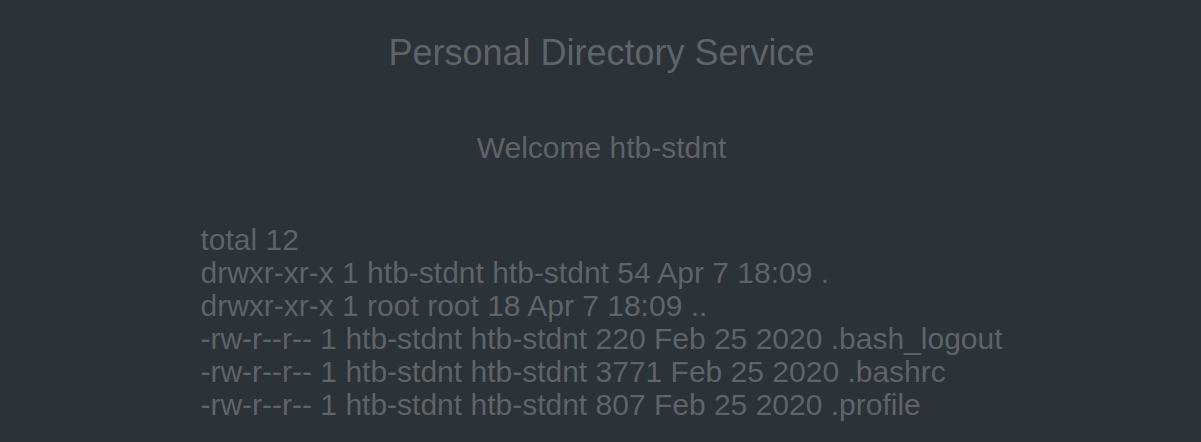 Personal Directory Service
Welcome htb-stdnt
total 12
drwxr-xr-x 1 htb-stdnt htb-stdnt 54 Apr 7 18:09 .
drwxr-xr-x 1 root root 18 Apr 7 18:09 ..
-rw-r--r-- 1 htb-stdnt htb-stdnt 220 Feb 25 2020 .bash_logout
-rw-r--r-- 1 htb-stdnt htb-stdnt 3771 Feb 25 2020 .bashrc
-rw-r--r-- 1 htb-stdnt htb-stdnt 807 Feb 25 2020 .profile